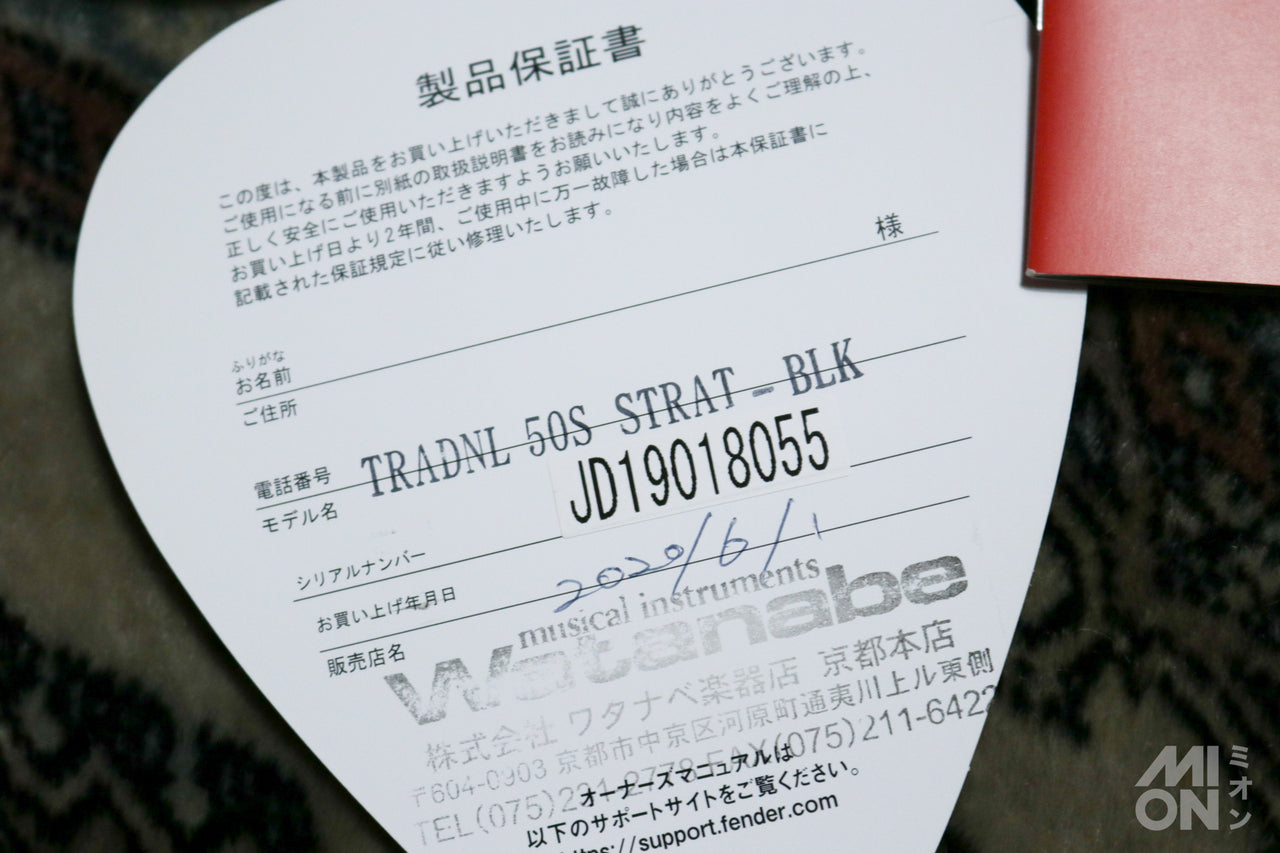 製品保証書
この度は、本製品をお買い上げいただきまして誠にありがとうございます。
ご使用になる前に別紙の取扱説明書をお読みになり内容をよくご理解の上、
正しく安全にご使用いただきますようお願いいたします。
お買い上げ日より2年間、ご使用中に万一故障した場合は本保証書に
記載された保証規定に従い修理いたします。
様
ふりがな
お名前
ご住所
電話番号
TRADNL 50S STRAT - BLK
モデル名
JD19018055
シリアルナンバー
2020/6/1
お買い上げ年月日
musical instruments
販売店名
Watanabe
株式会社 ワタナベ楽器店 京都本店
〒604-0903 京都市中京区河原町通夷川上ル東側
TEL(075)231-2778 FAX(075)211-6422
オーナーズマニュアルは
以下のサポートサイトをご覧ください。
https://support.fender.com
MI
ON
ミオン